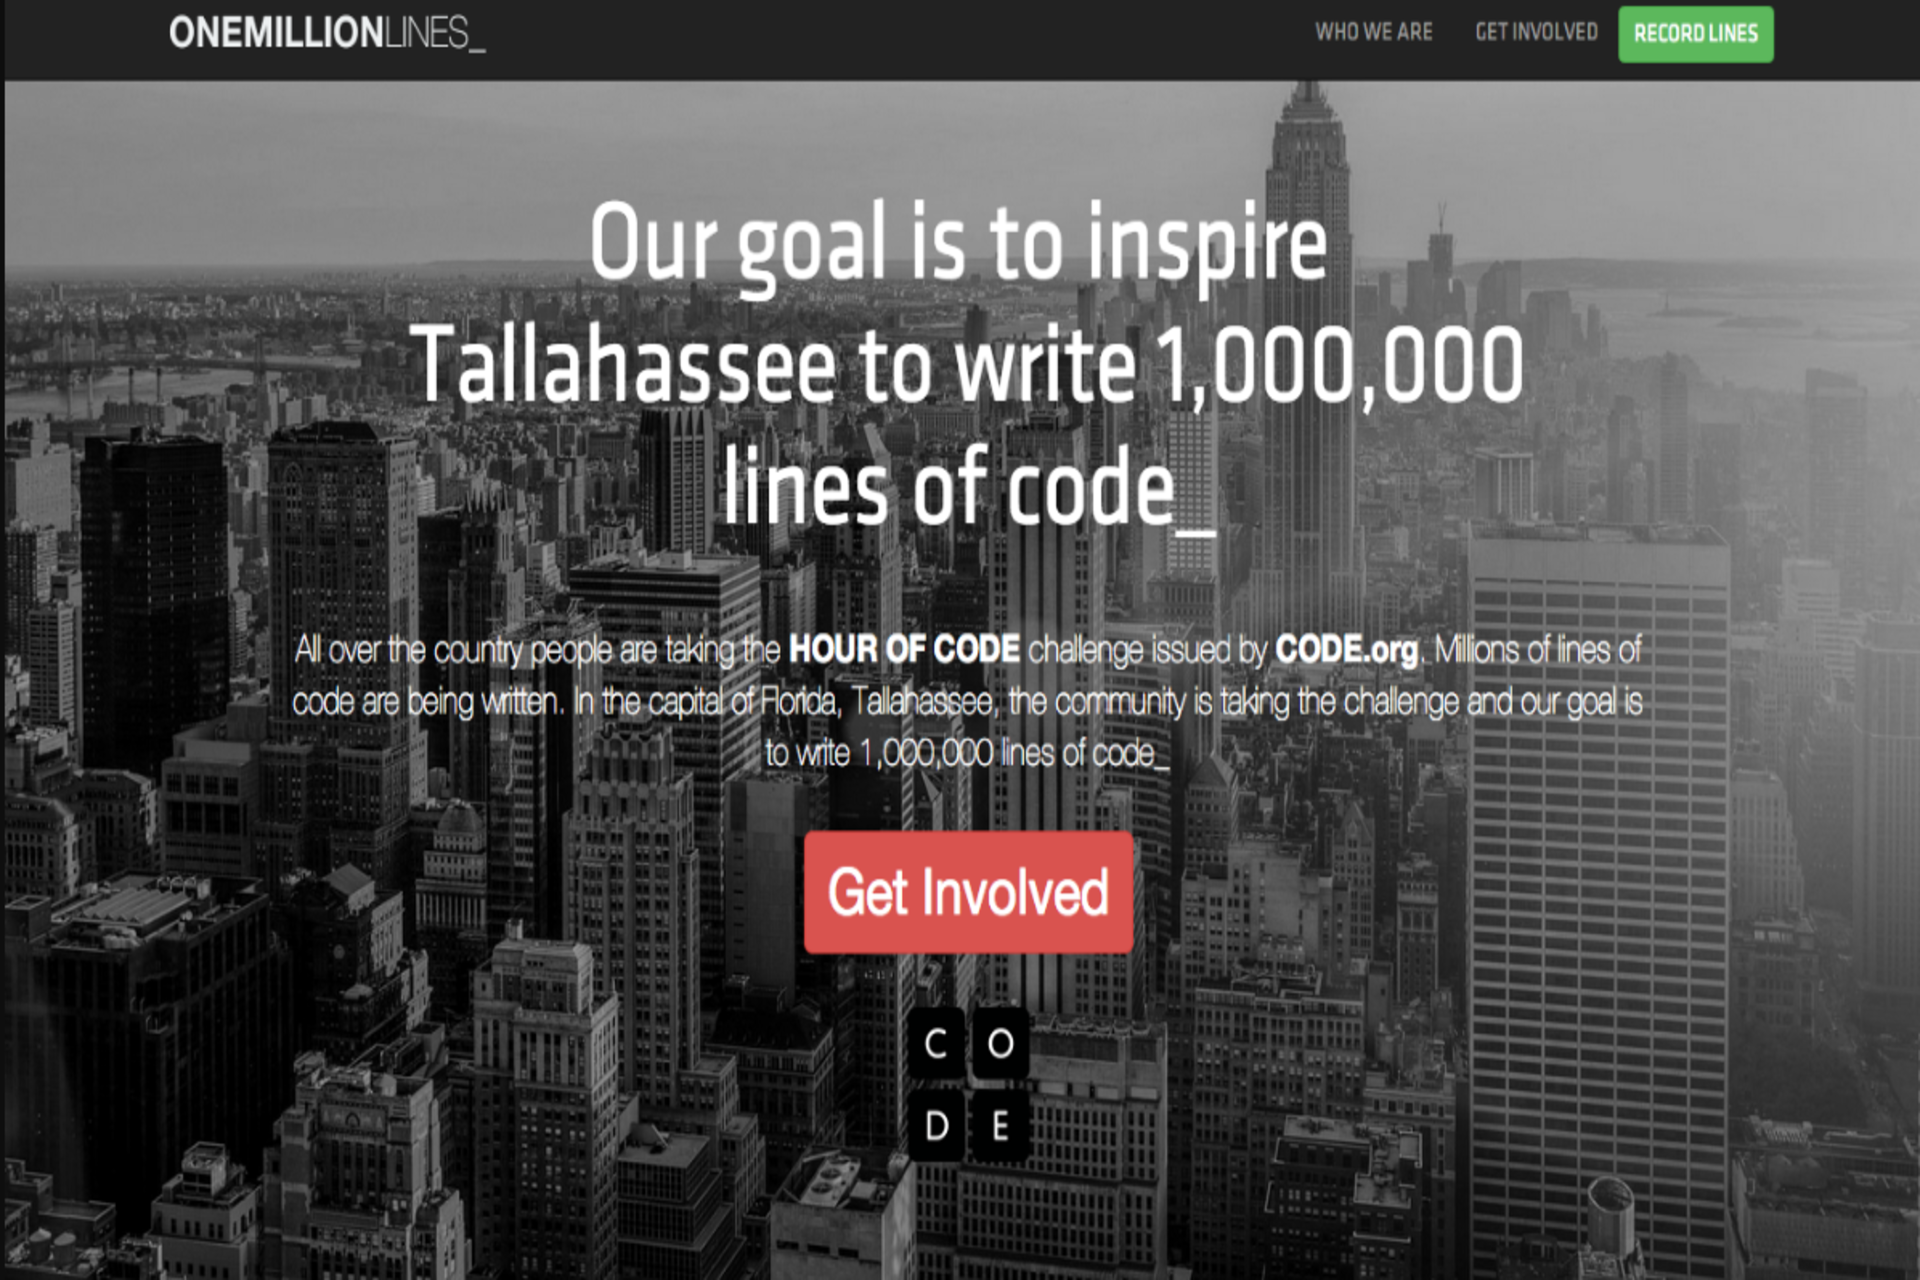 ONEMILLIONLINES_
WHO WE ARE
GET INVOLVED
RECORD LINES
Our goal is to inspire
Tallahassee to write 1,000,000
lines of code_
All over the country people are taking the HOUR OF CODE challenge issued by CODE.org. Millions of lines of
code are being written. In the capital of Florida, Tallahassee, the community is taking the challenge and our goal is
to write 1,000,000 lines of code_
Get Involved
C O
D E